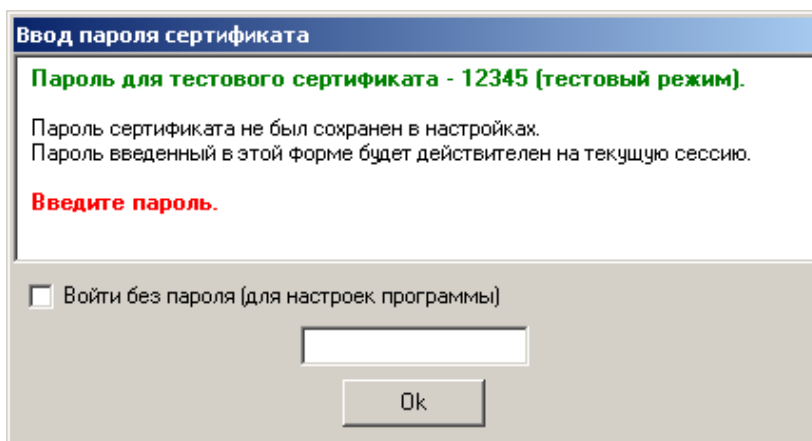 Ввод пароля сертификата
Пароль для тестового сертификата - 12345 (тестовый режим).
Пароль сертификата не был сохранен в настройках.
Пароль введенный в этой форме будет действителен на текущую сессию.
Введите пароль.
Войти без пароля (для настроек программы)
Ok